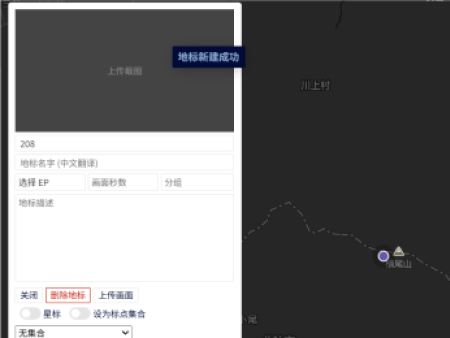 上传截图
地标新建成功
川上村
208
地标名字 (中文翻译)
选择 EP
画面秒数
分组
地标描述
关闭
删除地标
上传画面
星标
设为标点集合
无集合